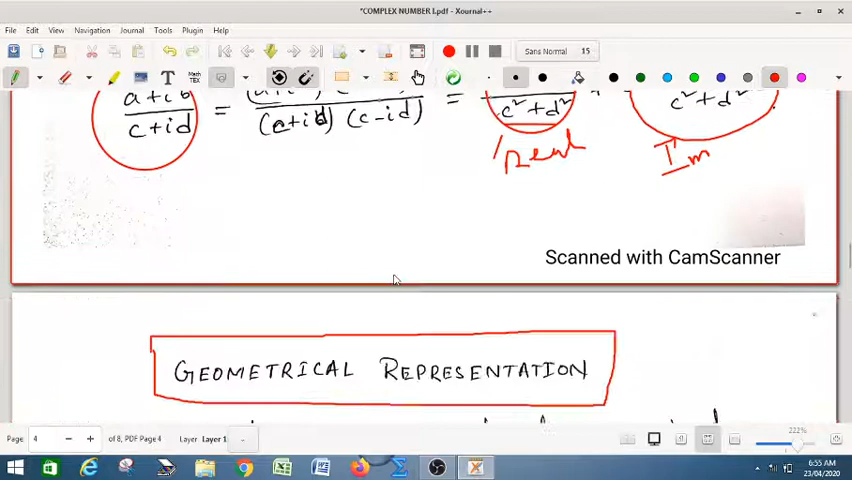 *COMPLEX NUMBER I.pdf - Xournal++
File Edit View Navigation Journal Tools Plugin Help
T Math TEX Sans Normal 15
a+ib / c+id = / (c+id) (c-id) = / c²+d² + / c²+d²
Real Im
Scanned with CamScanner
GEOMETRICAL REPRESENTATION
Page 4 of 8, PDF Page 4 Layer Layer 1 222%
6:55 AM
23/04/2020